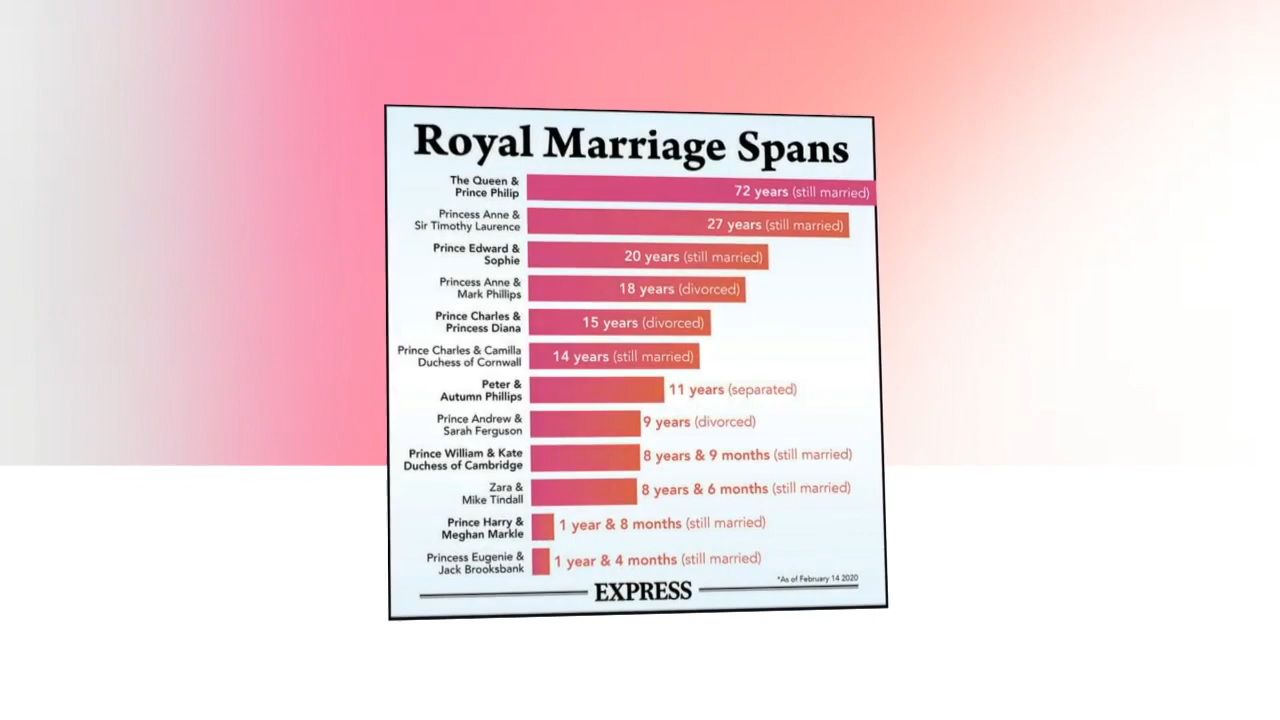 Royal Marriage Spans
The Queen &
Prince Philip
72 years (still married)
Princess Anne &
Sir Timothy Laurence
27 years (still married)
Prince Edward &
Sophie
20 years (still married)
Princess Anne &
Mark Phillips
18 years (divorced)
Prince Charles &
Princess Diana
15 years (divorced)
Prince Charles & Camilla
Duchess of Cornwall
14 years (still married)
Peter &
Autumn Phillips
11 years (separated)
Prince Andrew &
Sarah Ferguson
9 years (divorced)
Prince William & Kate
Duchess of Cambridge
8 years & 9 months (still married)
Zara &
Mike Tindall
8 years & 6 months (still married)
Prince Harry &
Meghan Markle
1 year & 8 months (still married)
Princess Eugenie &
Jack Brooksbank
1 year & 4 months (still married)
*As of February 14 2020
EXPRESS